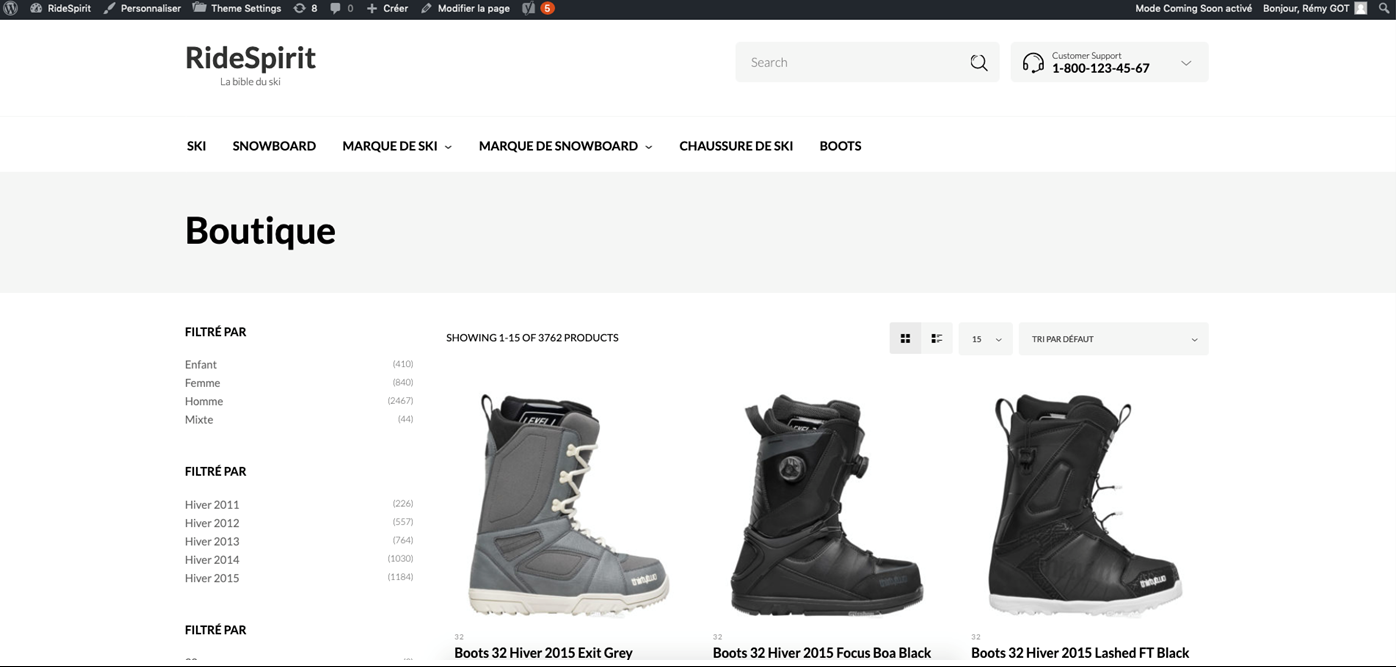 RideSpirit Personnaliser Theme Settings 8 0 Créer Modifier la page 5 Mode Coming Soon activé Bonjour, Rémy GOT
RideSpirit
La bible du ski
Search
Customer Support
1-800-123-45-67
SKI SNOWBOARD MARQUE DE SKI MARQUE DE SNOWBOARD CHAUSSURE DE SKI BOOTS
Boutique
FILTRÉ PAR
Enfant (410)
Femme (840)
Homme (2467)
Mixte (44)
FILTRÉ PAR
Hiver 2011 (226)
Hiver 2012 (557)
Hiver 2013 (764)
Hiver 2014 (1030)
Hiver 2015 (1184)
FILTRÉ PAR
SHOWING 1-15 OF 3762 PRODUCTS 15 TRI PAR DÉFAUT
thirtytwo thirtytwo thirtytwo
32 32 32
Boots 32 Hiver 2015 Exit Grey Boots 32 Hiver 2015 Focus Boa Black Boots 32 Hiver 2015 Lashed FT Black